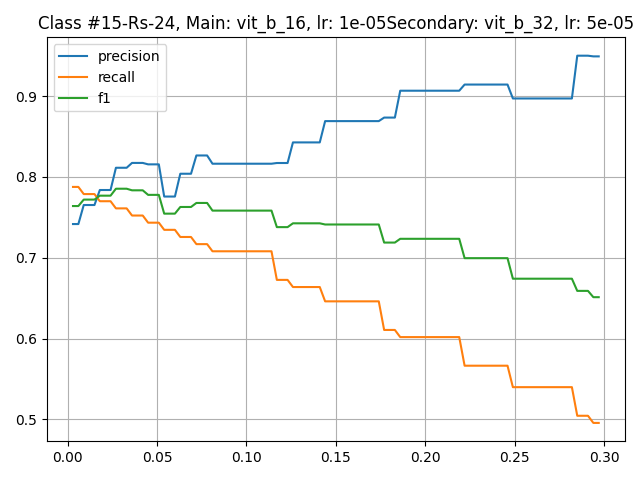 Class #15-Rs-24, Main: vit_b_16, lr: 1e-05Secondary: vit_b_32, lr: 5e-05
precision
recall
f1
0.9
0.8
0.7
0.6
0.5
0.00 0.05 0.10 0.15 0.20 0.25 0.30